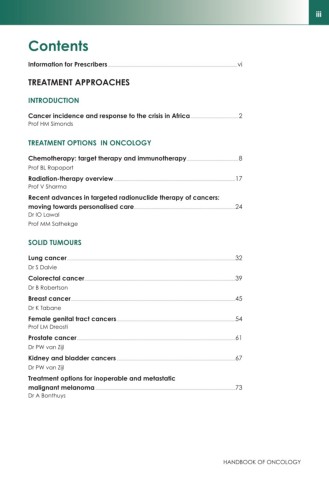 iii
Contents
Information for Prescribers vi
TREATMENT APPROACHES
INTRODUCTION
Cancer incidence and response to the crisis in Africa 2
Prof HM Simonds
TREATMENT OPTIONS IN ONCOLOGY
Chemotherapy: target therapy and immunotherapy 8
Prof BL Rapoport
Radiation-therapy overview 17
Prof V Sharma
Recent advances in targeted radionuclide therapy of cancers:
moving towards personalised care 24
Dr IO Lawal
Prof MM Sathekge
SOLID TUMOURS
Lung cancer 32
Dr S Dalvie
Colorectal cancer 39
Dr B Robertson
Breast cancer 45
Dr K Tabane
Female genital tract cancers 54
Prof LM Dreosti
Prostate cancer 61
Dr PW van Zijl
Kidney and bladder cancers 67
Dr PW van Zijl
Treatment options for inoperable and metastatic
malignant melanoma 73
Dr A Bonthuys
HANDBOOK OF ONCOLOGY